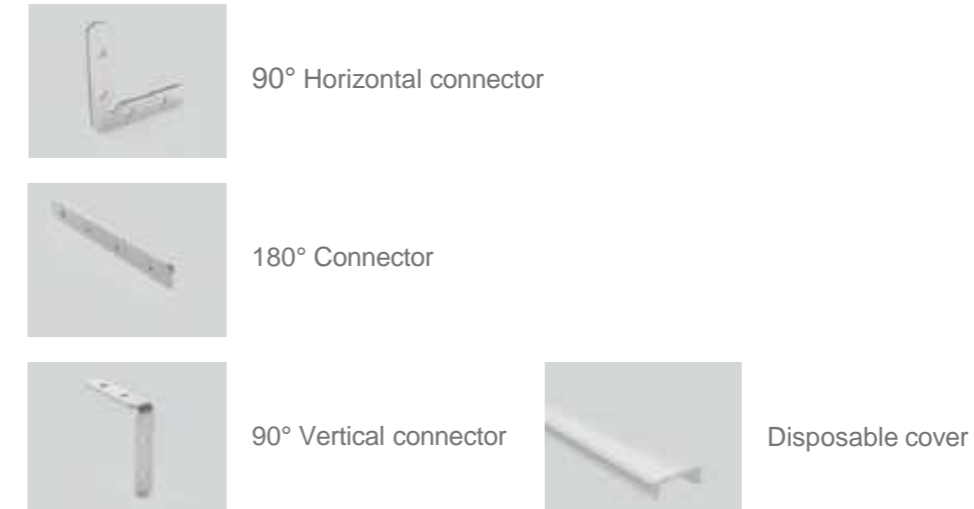 90° Horizontal connector
180° Connector
90° Vertical connector
Disposable cover